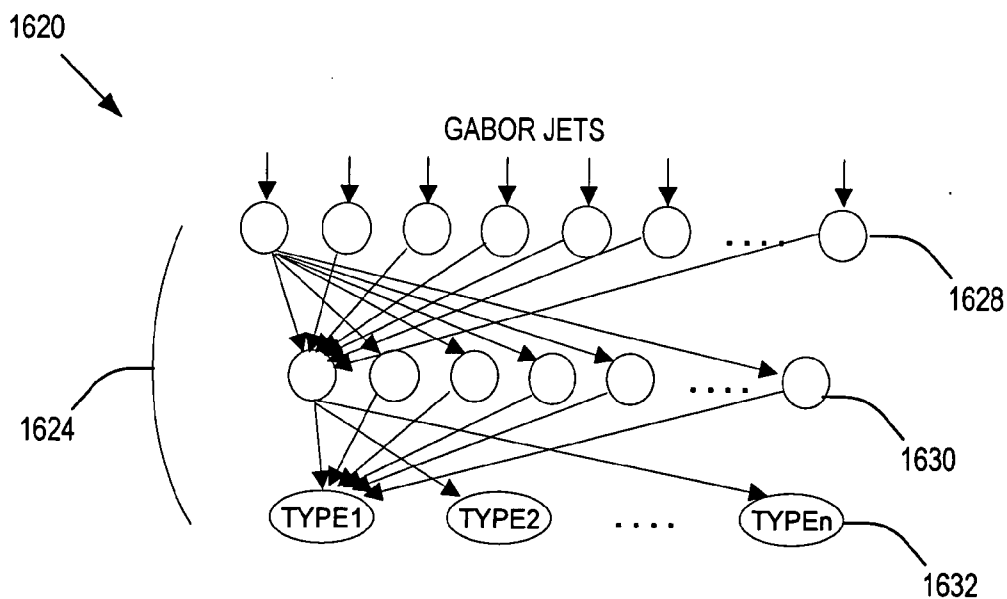 1620
GABOR JETS
. . . .
1628
. . . .
1624
1630
TYPE1 TYPE2 . . . . TYPEn
1632